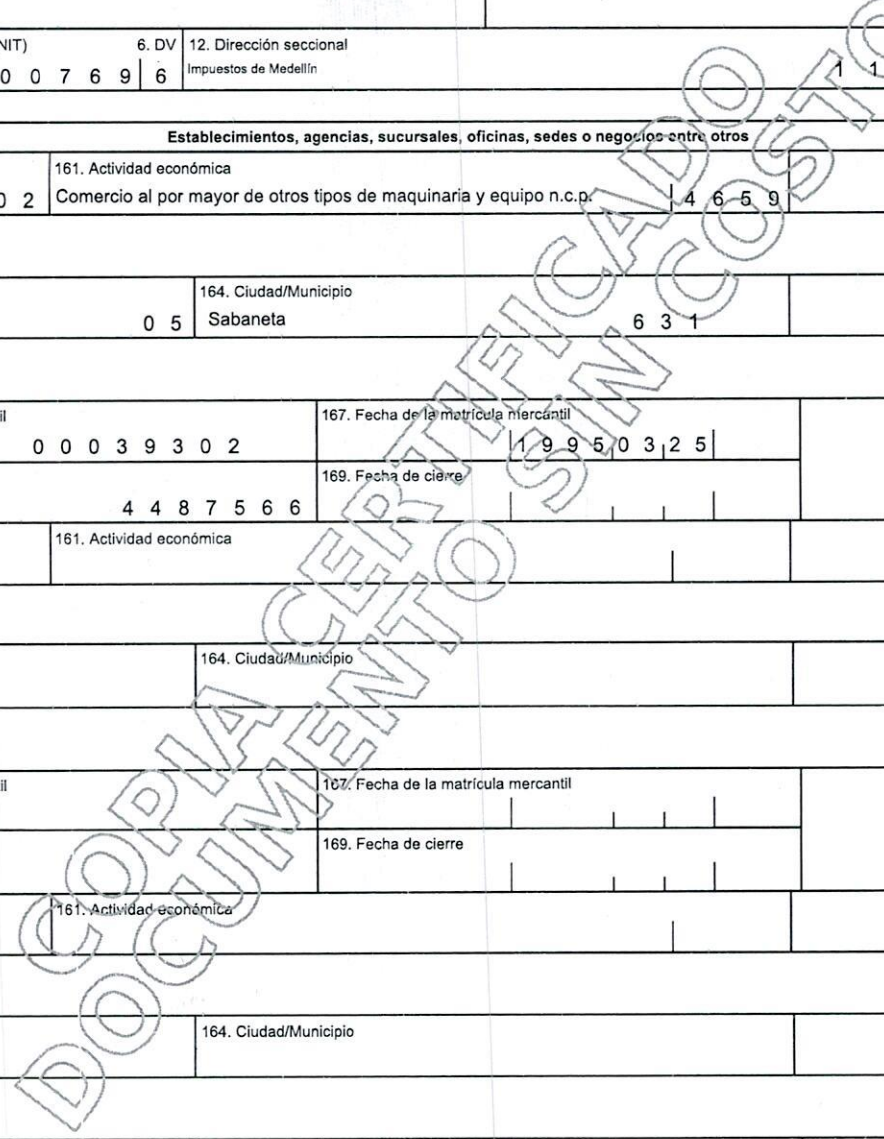 NIT) 6. DV 12. Dirección seccional
0 0 7 6 9 6 Impuestos de Medellín 1 1
Establecimientos, agencias, sucursales, oficinas, sedes o negocios entre otros
161. Actividad económica
0 2 Comercio al por mayor de otros tipos de maquinaria y equipo n.c.p. 4 6 5 9
164. Ciudad/Municipio
0 5 Sabaneta 6 3 1
il 167. Fecha de la matrícula mercantil
0 0 0 3 9 3 0 2 1 9 9 5 0 3 2 5
169. Fecha de cierre
4 4 8 7 5 6 6
161. Actividad económica
164. Ciudad/Municipio
il 167. Fecha de la matrícula mercantil
169. Fecha de cierre
161. Actividad económica
164. Ciudad/Municipio
COPIA CERTIFICADO
DOCUMENTO SIN COSTO